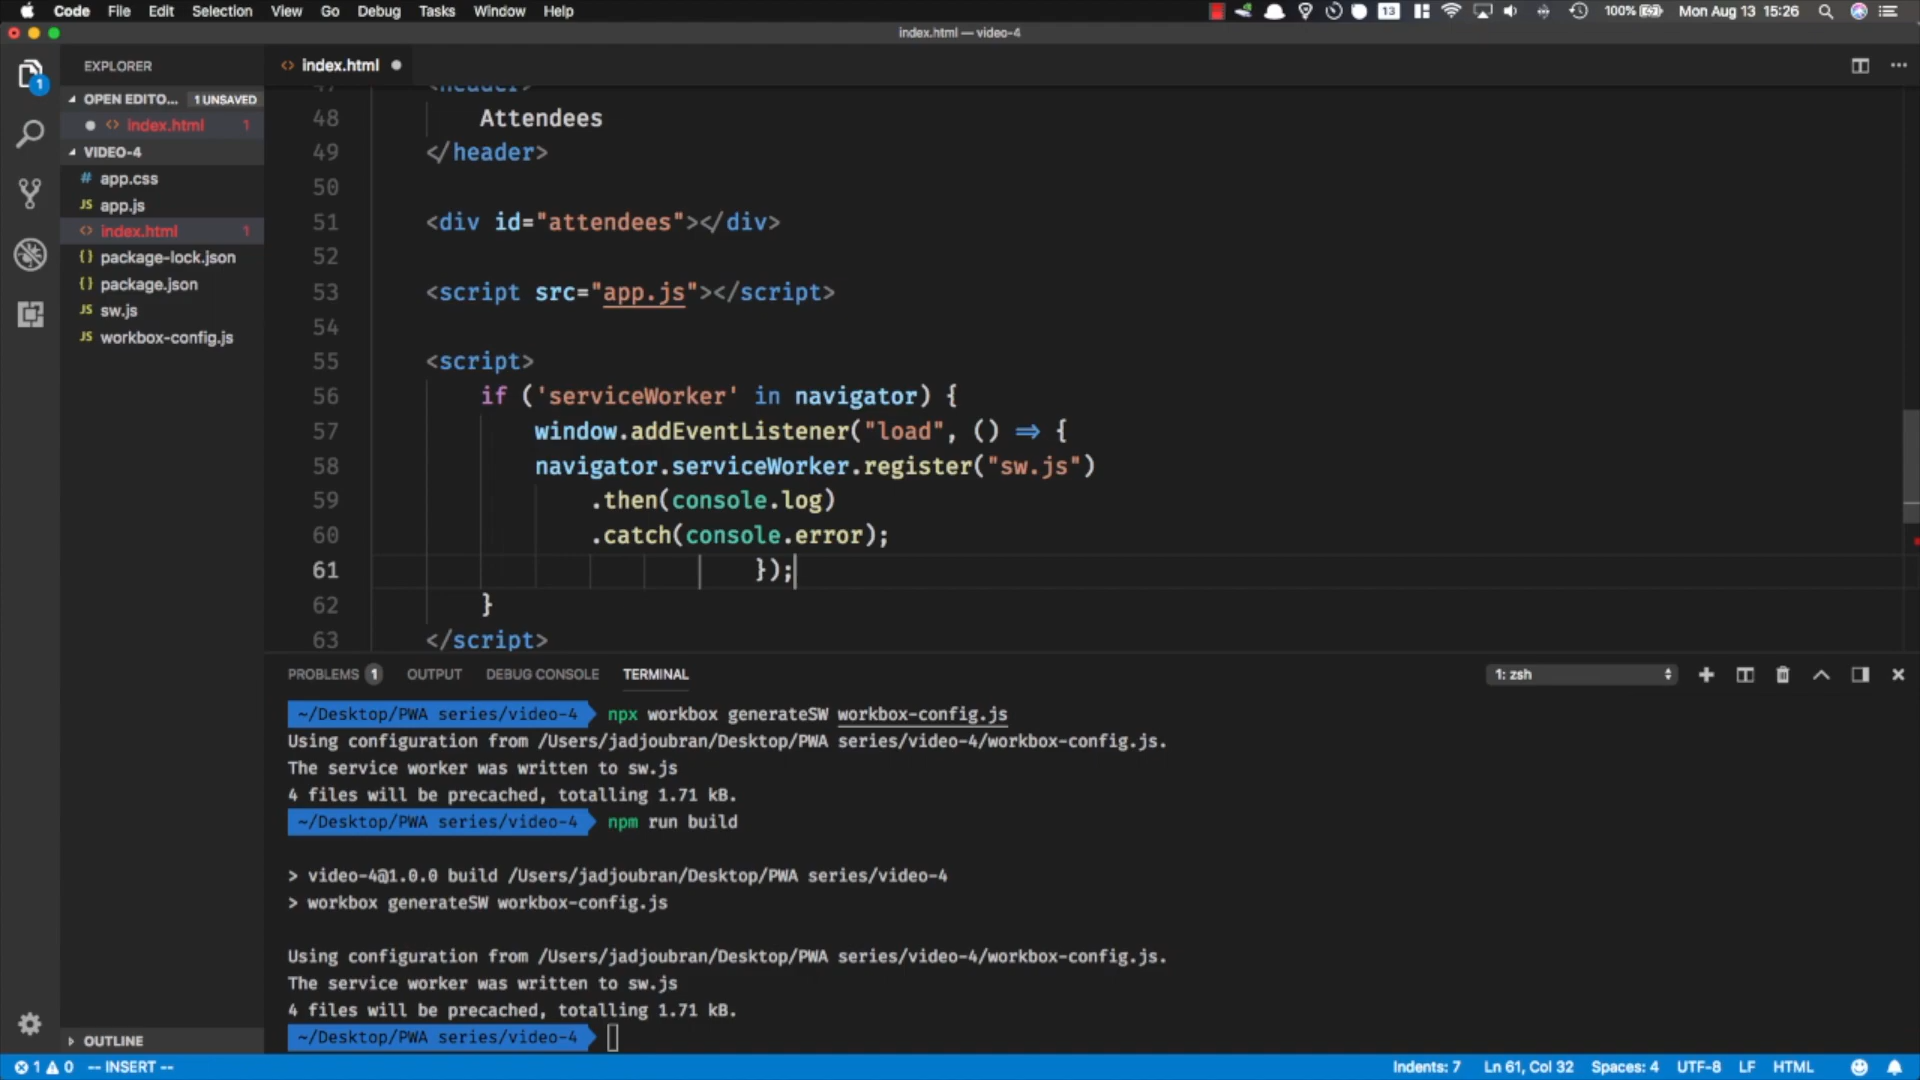 Code File Edit Selection View Go Debug Tasks Window Help
13 100% Mon Aug 13 15:26
index.html — video-4
EXPLORER
OPEN EDITO... 1 UNSAVED
<> index.html 1
VIDEO-4
# app.css
JS app.js
<> index.html 1
{} package-lock.json
{} package.json
JS sw.js
JS workbox-config.js
OUTLINE
1
<> index.html
47 <header>
48 Attendees
49 </header>
50
51 <div id="attendees"></div>
52
53 <script src="app.js"></script>
54
55 <script>
56 if ('serviceWorker' in navigator) {
57 window.addEventListener("load", () => {
58 navigator.serviceWorker.register("sw.js")
59 .then(console.log)
60 .catch(console.error);
61 });
62 }
63 </script>
PROBLEMS 1 OUTPUT DEBUG CONSOLE TERMINAL 1: zsh
~/Desktop/PWA series/video-4 npx workbox generateSW workbox-config.js
Using configuration from /Users/jadjoubran/Desktop/PWA series/video-4/workbox-config.js.
The service worker was written to sw.js
4 files will be precached, totalling 1.71 kB.
~/Desktop/PWA series/video-4 npm run build
> video-4@1.0.0 build /Users/jadjoubran/Desktop/PWA series/video-4
> workbox generateSW workbox-config.js
Using configuration from /Users/jadjoubran/Desktop/PWA series/video-4/workbox-config.js.
The service worker was written to sw.js
4 files will be precached, totalling 1.71 kB.
~/Desktop/PWA series/video-4
1 0 -- INSERT -- Indents: 7 Ln 61, Col 32 Spaces: 4 UTF-8 LF HTML